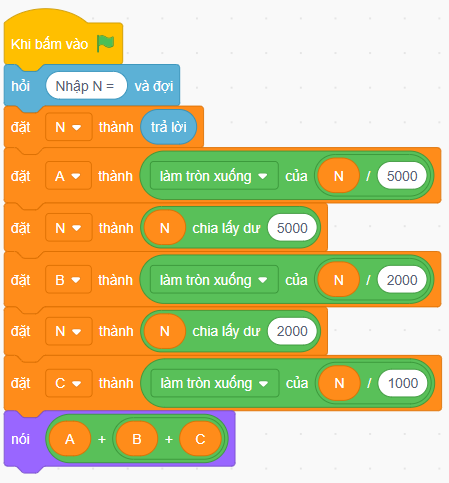 Khi bấm vào
hỏi Nhập N = và đợi
đặt N thành trả lời
đặt A thành làm tròn xuống của N / 5000
đặt N thành N chia lấy dư 5000
đặt B thành làm tròn xuống của N / 2000
đặt N thành N chia lấy dư 2000
đặt C thành làm tròn xuống của N / 1000
nói A + B + C